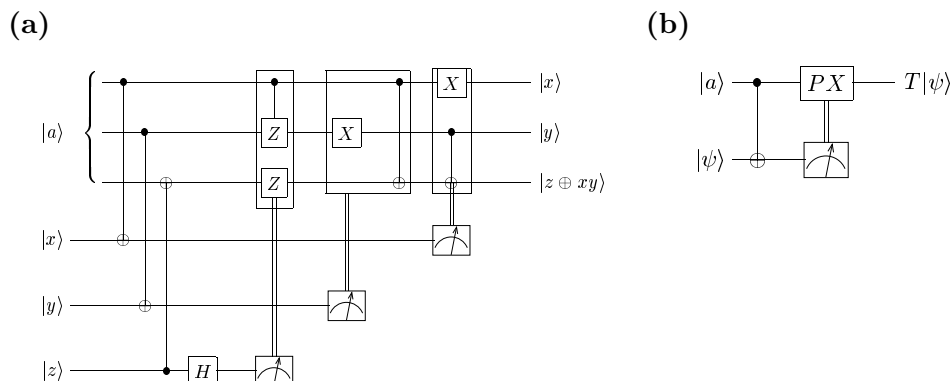 (a)
(b)
X
|x⟩
|a⟩
Z
X
|y⟩
Z
|z ⊕ xy⟩
|x⟩
|y⟩
|z⟩
H
|a⟩
PX
T|ψ⟩
|ψ⟩